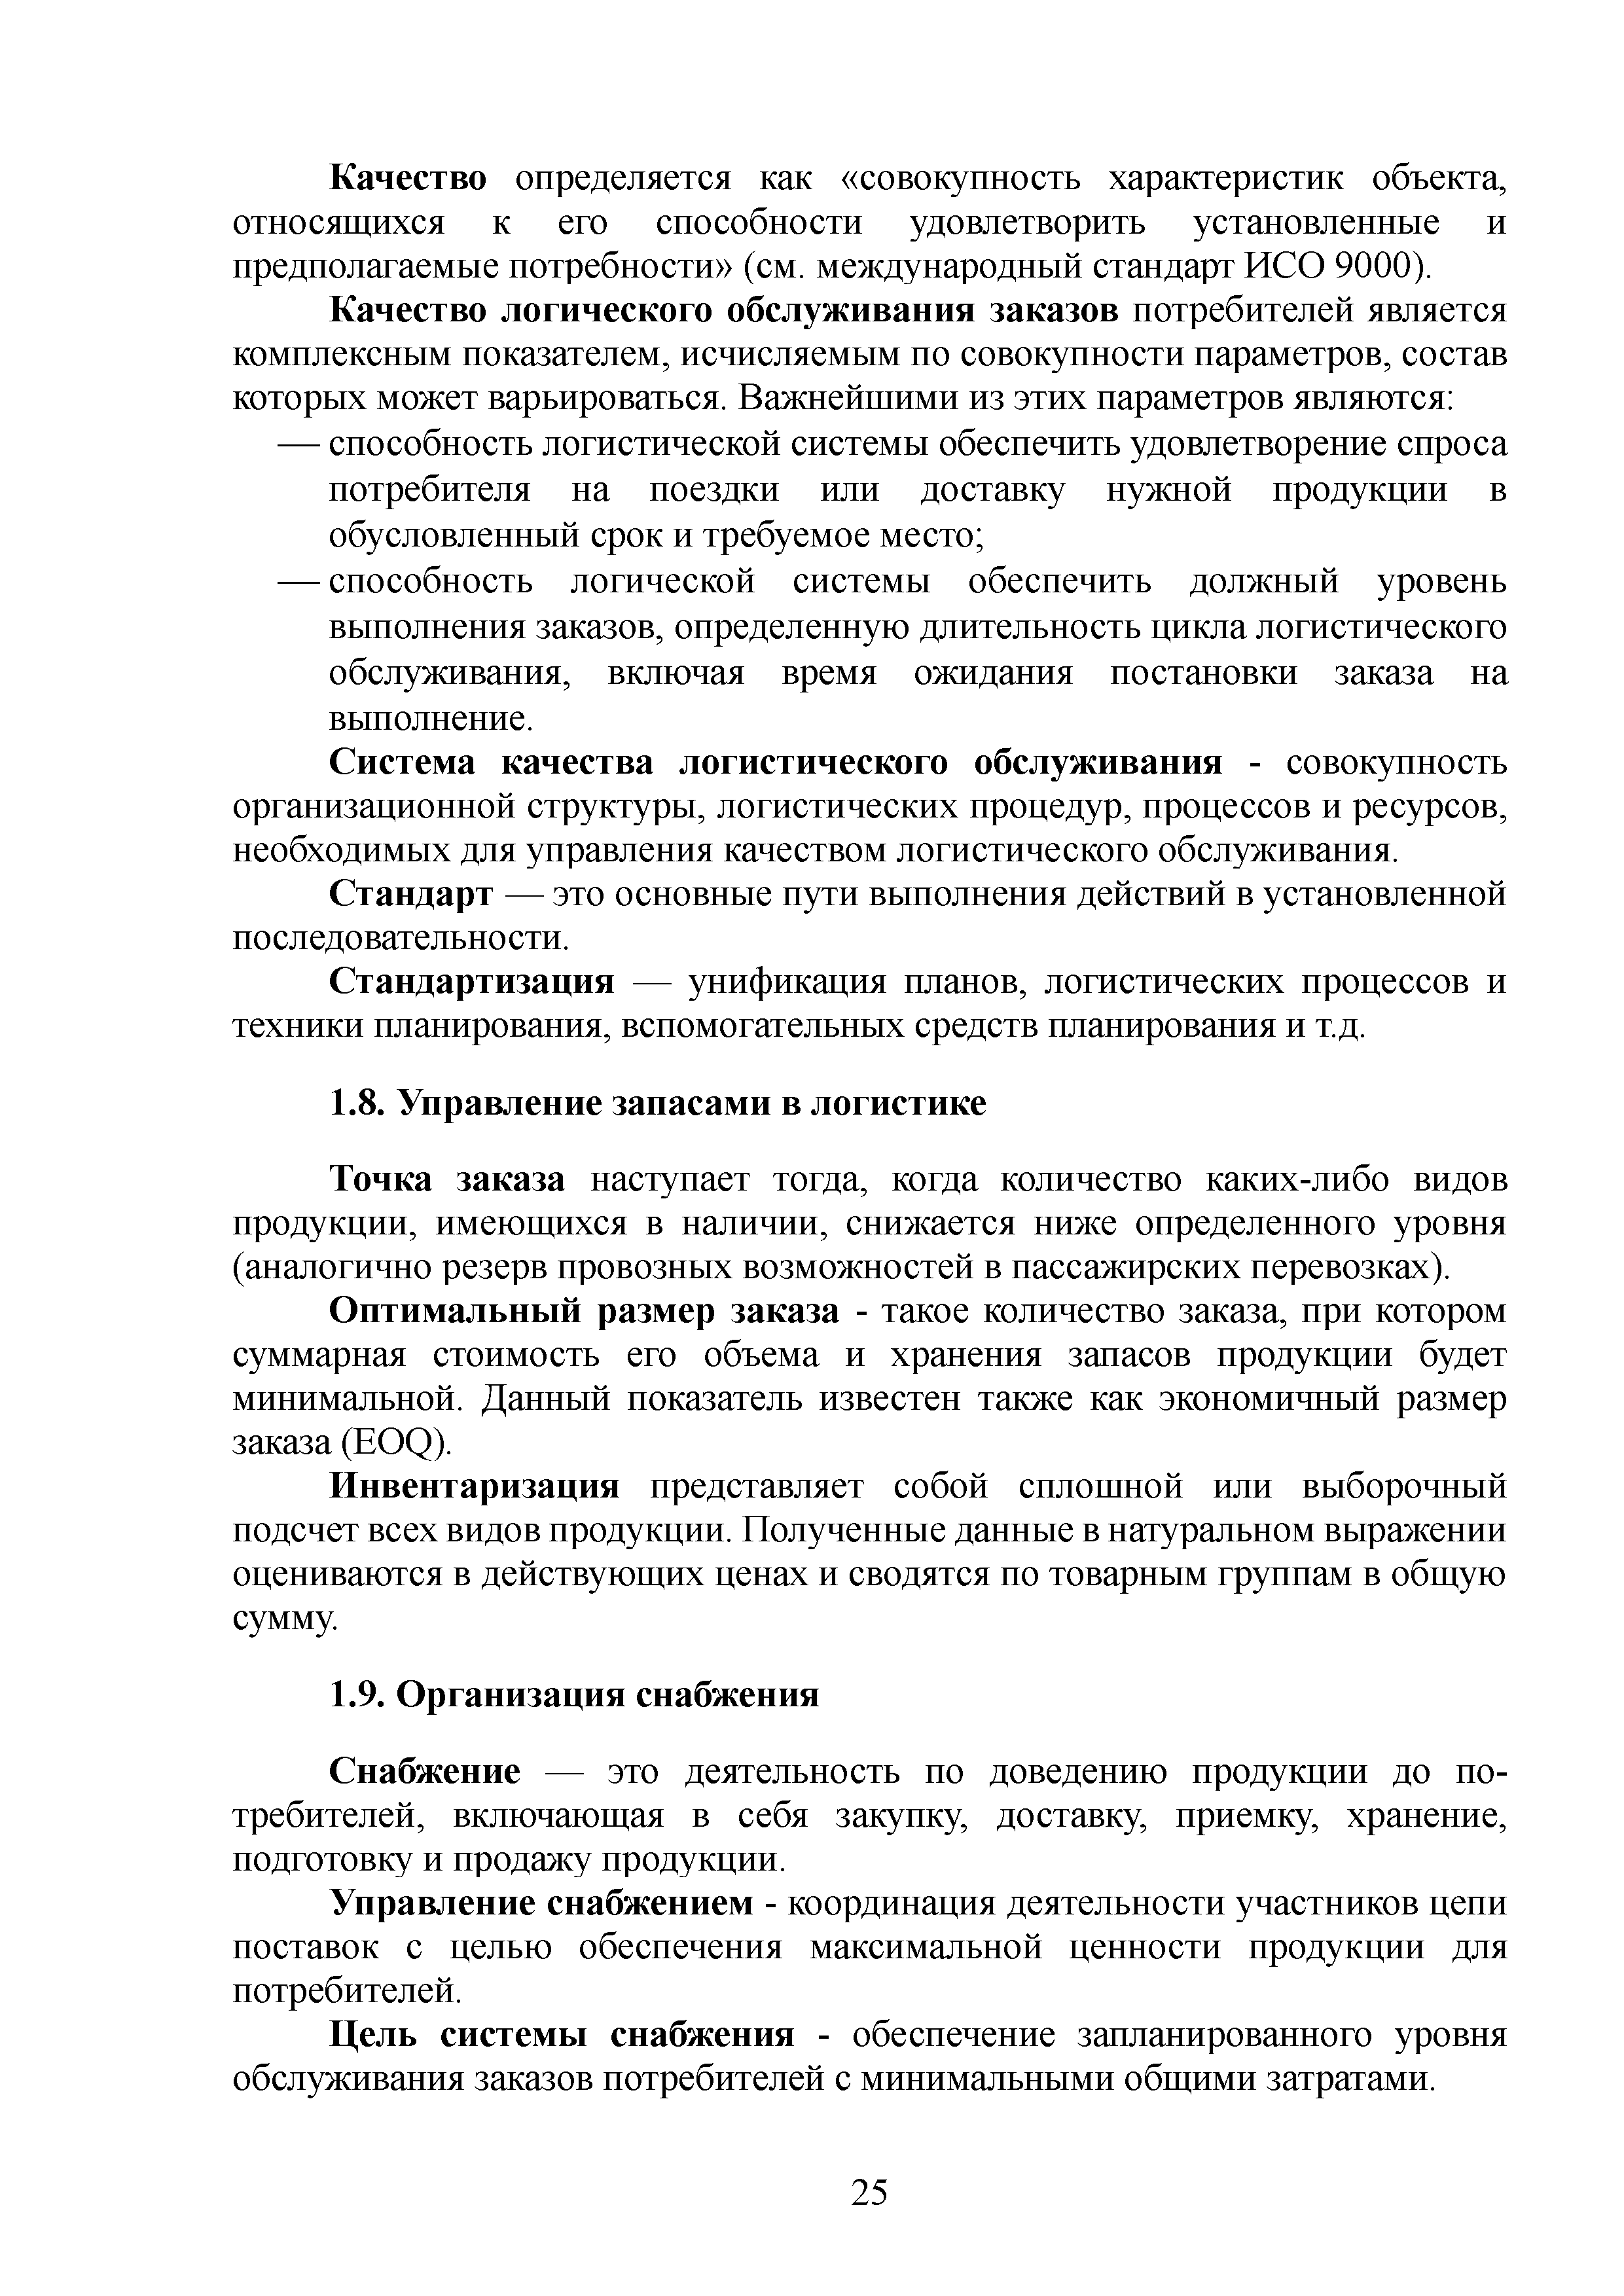 Качество определяется как «совокупность характеристик объекта,
относящихся к его способности удовлетворить установленные и
предполагаемые потребности» (см. международный стандарт ИСО 9000).
Качество логического обслуживания заказов потребителей является
комплексным показателем, исчисляемым по совокупности параметров, состав
которых может варьироваться. Важнейшими из этих параметров являются:
— способность логистической системы обеспечить удовлетворение спроса
потребителя на поездки или доставку нужной продукции в
обусловленный срок и требуемое место;
— способность логической системы обеспечить должный уровень
выполнения заказов, определенную длительность цикла логистического
обслуживания, включая время ожидания постановки заказа на
выполнение.
Система качества логистического обслуживания - совокупность
организационной структуры, логистических процедур, процессов и ресурсов,
необходимых для управления качеством логистического обслуживания.
Стандарт — это основные пути выполнения действий в установленной
последовательности.
Стандартизация — унификация планов, логистических процессов и
техники планирования, вспомогательных средств планирования и т.д.
1.8. Управление запасами в логистике
Точка заказа наступает тогда, когда количество каких-либо видов
продукции, имеющихся в наличии, снижается ниже определенного уровня
(аналогично резерв провозных возможностей в пассажирских перевозках).
Оптимальный размер заказа - такое количество заказа, при котором
суммарная стоимость его объема и хранения запасов продукции будет
минимальной. Данный показатель известен также как экономичный размер
заказа (EOQ).
Инвентаризация представляет собой сплошной или выборочный
подсчет всех видов продукции. Полученные данные в натуральном выражении
оцениваются в действующих ценах и сводятся по товарным группам в общую
сумму.
1.9. Организация снабжения
Снабжение — это деятельность по доведению продукции до по-
требителей, включающая в себя закупку, доставку, приемку, хранение,
подготовку и продажу продукции.
Управление снабжением - координация деятельности участников цепи
поставок с целью обеспечения максимальной ценности продукции для
потребителей.
Цель системы снабжения - обеспечение запланированного уровня
обслуживания заказов потребителей с минимальными общими затратами.
25